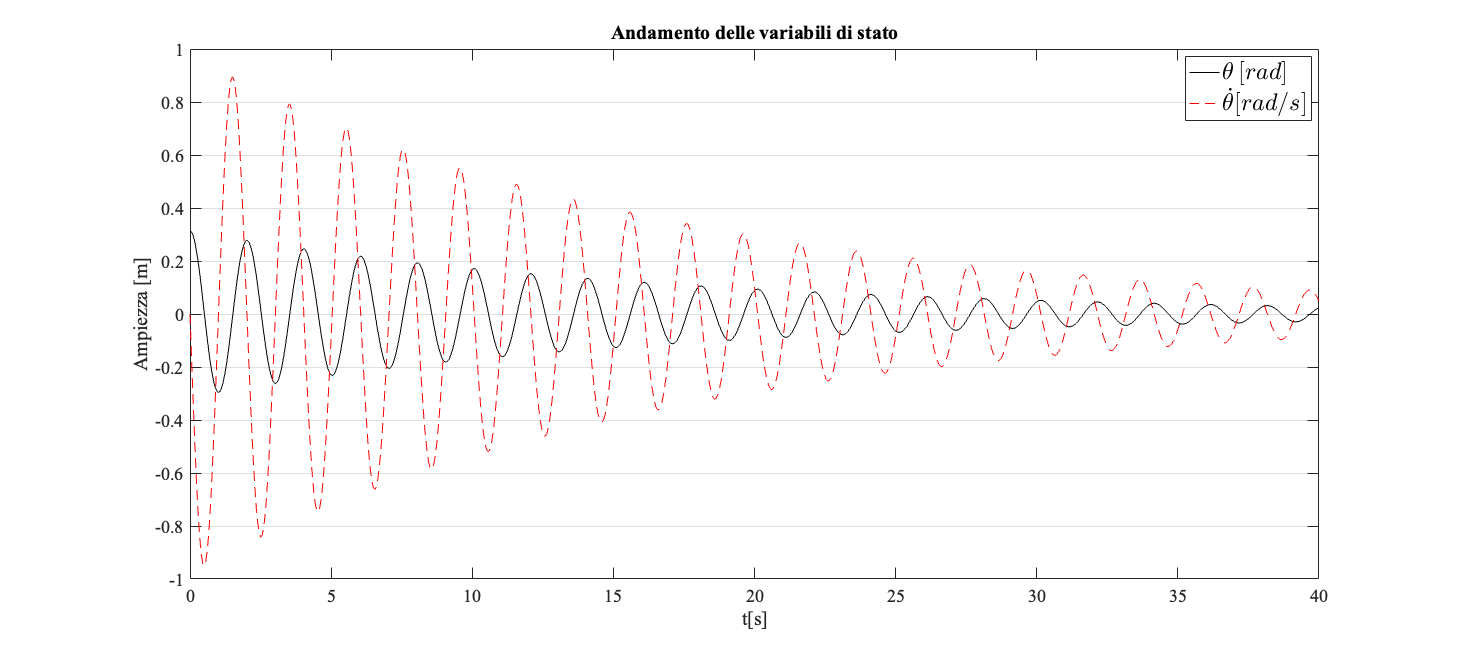 Andamento delle variabili di stato
θ [rad]
θ̇[rad/s]
Ampiezza [m]
1
0.8
0.6
0.4
0.2
0
-0.2
-0.4
-0.6
-0.8
-1
0 5 10 15 20 25 30 35 40
t[s]